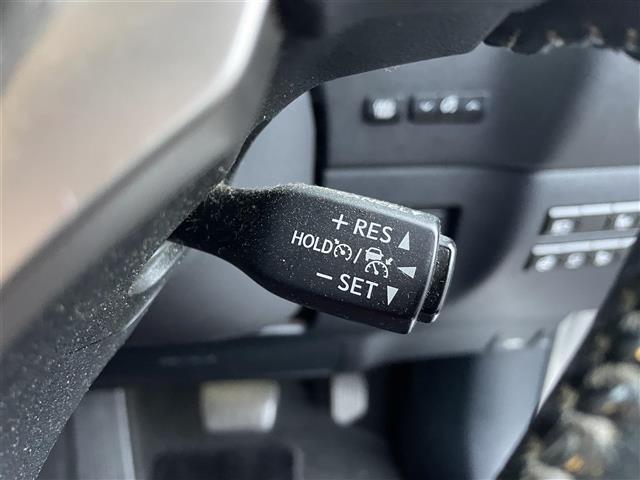 + RES
HOLD /
− SET